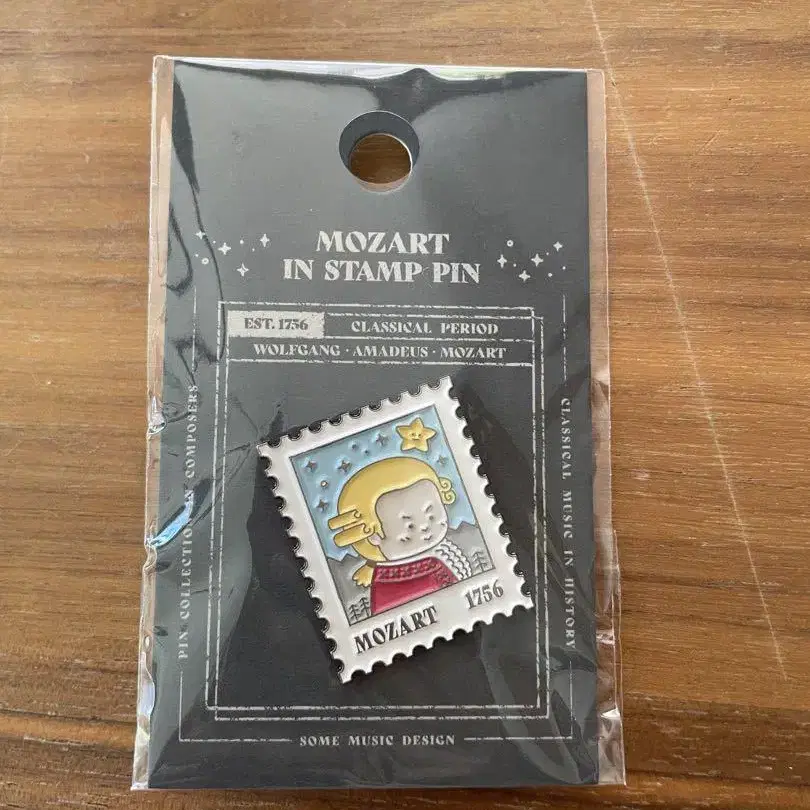 MOZART
IN STAMP PIN
EST. 1756
CLASSICAL PERIOD
WOLFGANG · AMADEUS · MOZART
PIN COLLECTION IN COMPOSERS
CLASSICAL MUSIC IN HISTORY
MOZART 1756
SOME MUSIC DESIGN